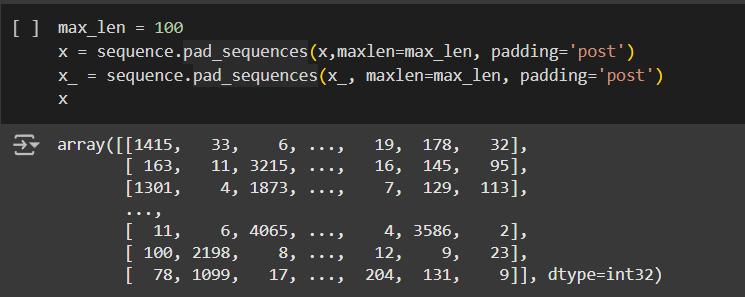 [ ] max_len = 100
x = sequence.pad_sequences(x,maxlen=max_len, padding='post')
x_ = sequence.pad_sequences(x_, maxlen=max_len, padding='post')
x
array([[1415, 33, 6, ..., 19, 178, 32],
[ 163, 11, 3215, ..., 16, 145, 95],
[1301, 4, 1873, ..., 7, 129, 113],
...,
[ 11, 6, 4065, ..., 4, 3586, 2],
[ 100, 2198, 8, ..., 12, 9, 23],
[ 78, 1099, 17, ..., 204, 131, 9]], dtype=int32)